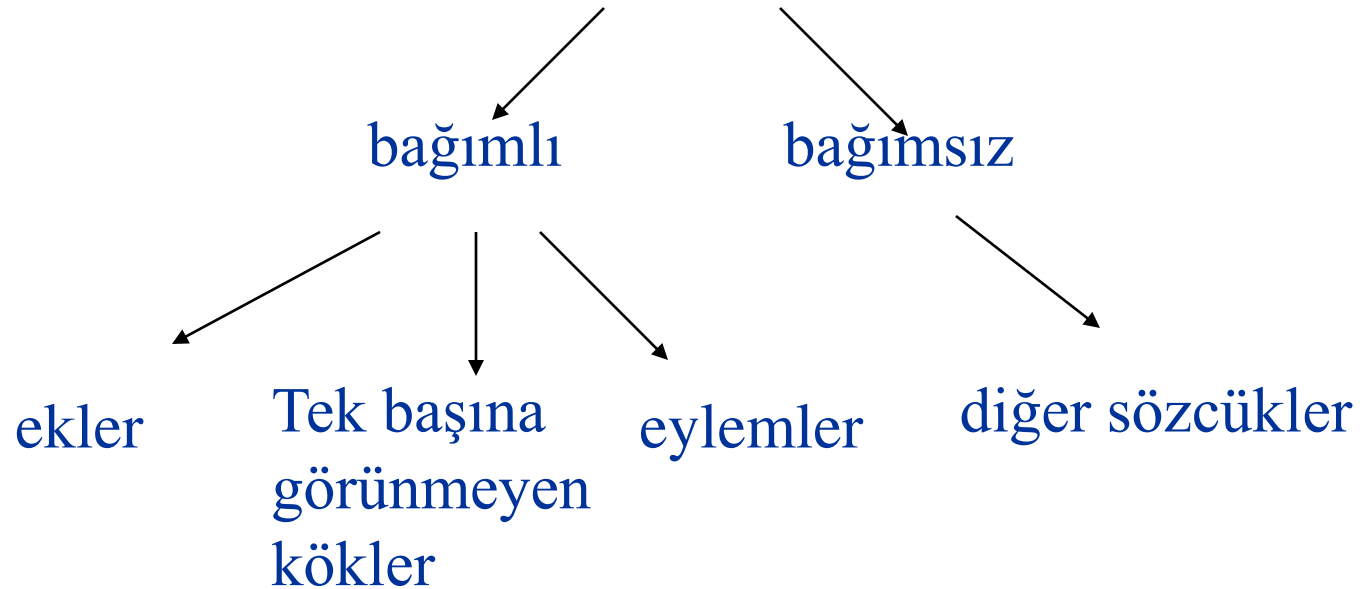 bağımlı
bağımsız
ekler
Tek başına
görünmeyen
kökler
eylemler
diğer sözcükler